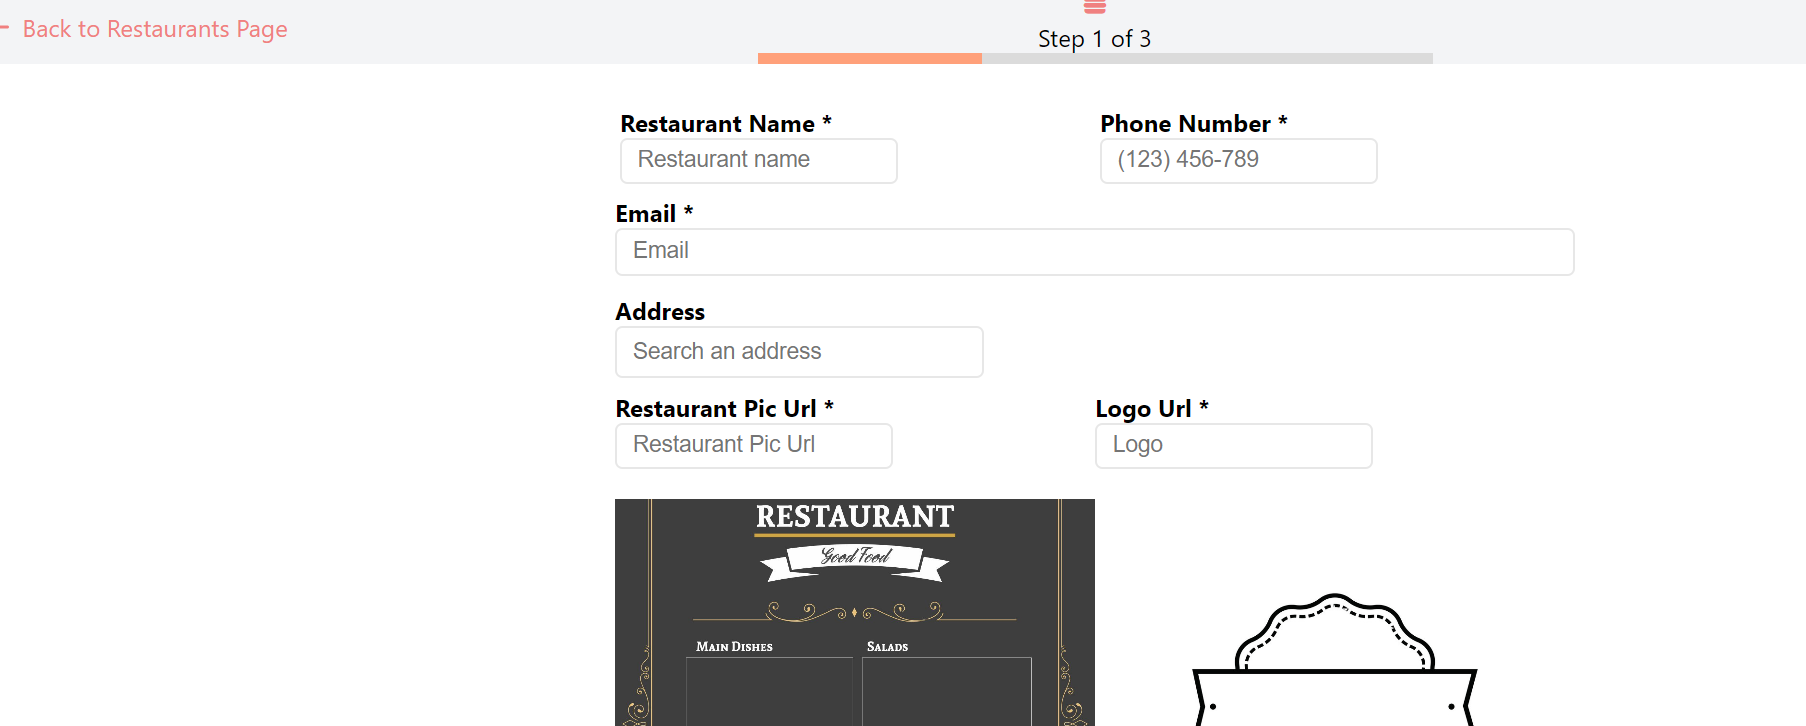 Back to Restaurants Page
Step 1 of 3
Restaurant Name *
Phone Number *
Restaurant name
(123) 456-789
Email *
Email
Address
Search an address
Restaurant Pic Url *
Logo Url *
Restaurant Pic Url
Logo
RESTAURANT
Good Food
Main Dishes
Salads